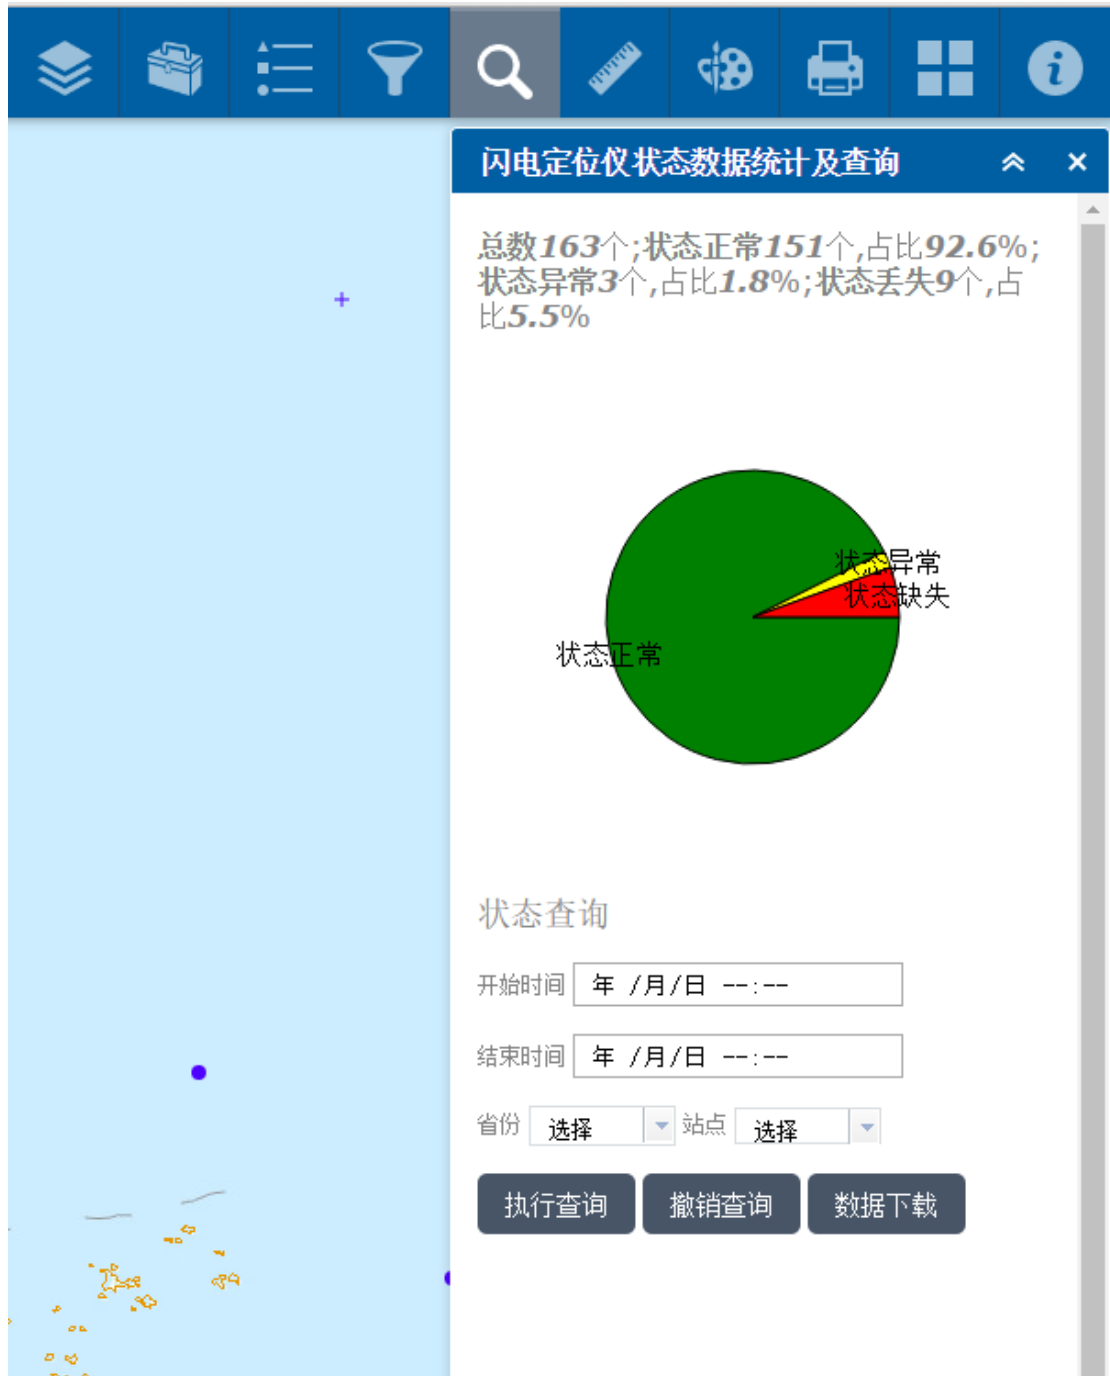 闪电定位仪状态数据统计及查询
总数163个;状态正常151个,占比92.6%;
状态异常3个,占比1.8%;状态丢失9个,占
比5.5%
状态异常
状态缺失
状态正常
状态查询
开始时间 年 /月/日 --:--
结束时间 年 /月/日 --:--
省份 选择 站点 选择
执行查询 撤销查询 数据下载